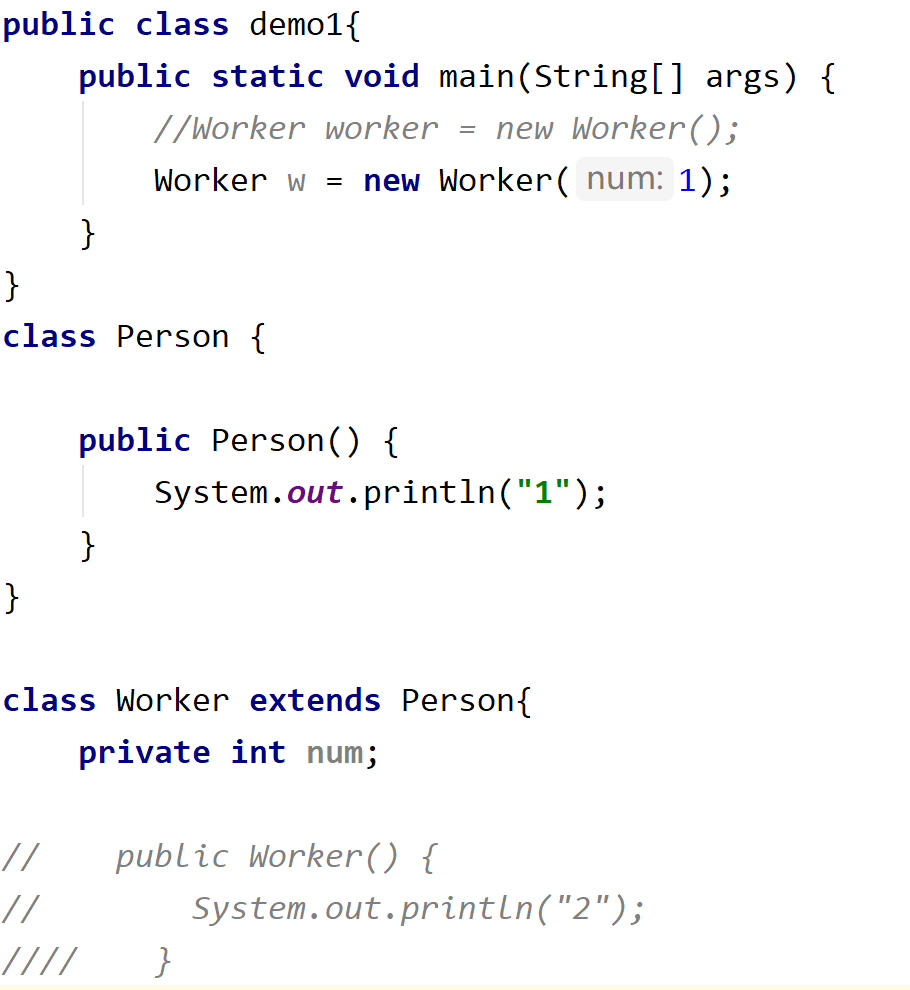 public class demo1{
    public static void main(String[] args) {
        //Worker worker = new Worker();
        Worker w = new Worker( num: 1);
    }
}
class Person {

    public Person() {
        System.out.println("1");
    }
}

class Worker extends Person{
    private int num;

//    public Worker() {
//        System.out.println("2");
////    }